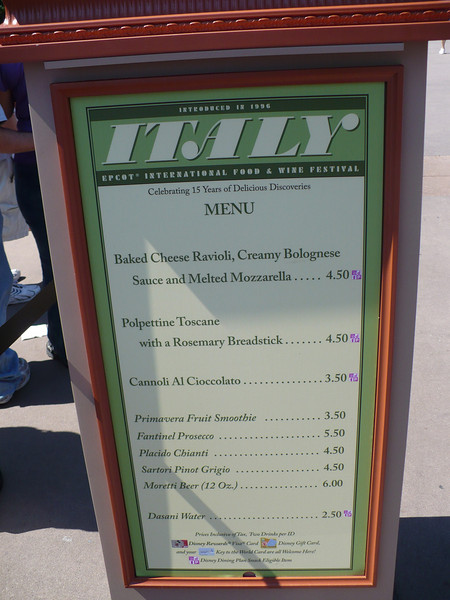 INTRODUCED IN 1996
ITALY
EPCOT® INTERNATIONAL FOOD & WINE FESTIVAL
Celebrating 15 Years of Delicious Discoveries
MENU
Baked Cheese Ravioli, Creamy Bolognese
Sauce and Melted Mozzarella ..... 4.50
Polpettine Toscane
with a Rosemary Breadstick ....... 4.50
Cannoli Al Cioccolato ............... 3.50
Primavera Fruit Smoothie .......... 3.50
Fantinel Prosecco .................. 5.50
Placido Chianti .................... 4.50
Sartori Pinot Grigio ............... 4.50
Moretti Beer (12 Oz.) .............. 6.00
Dasani Water ................... 2.50
Prices Inclusive of Tax. Two Drinks per ID
Disney Rewards® Visa® Card Disney Gift Card,
and your Key to the World Card are all Welcome Here!
Disney Dining Plan Snack Eligible Item